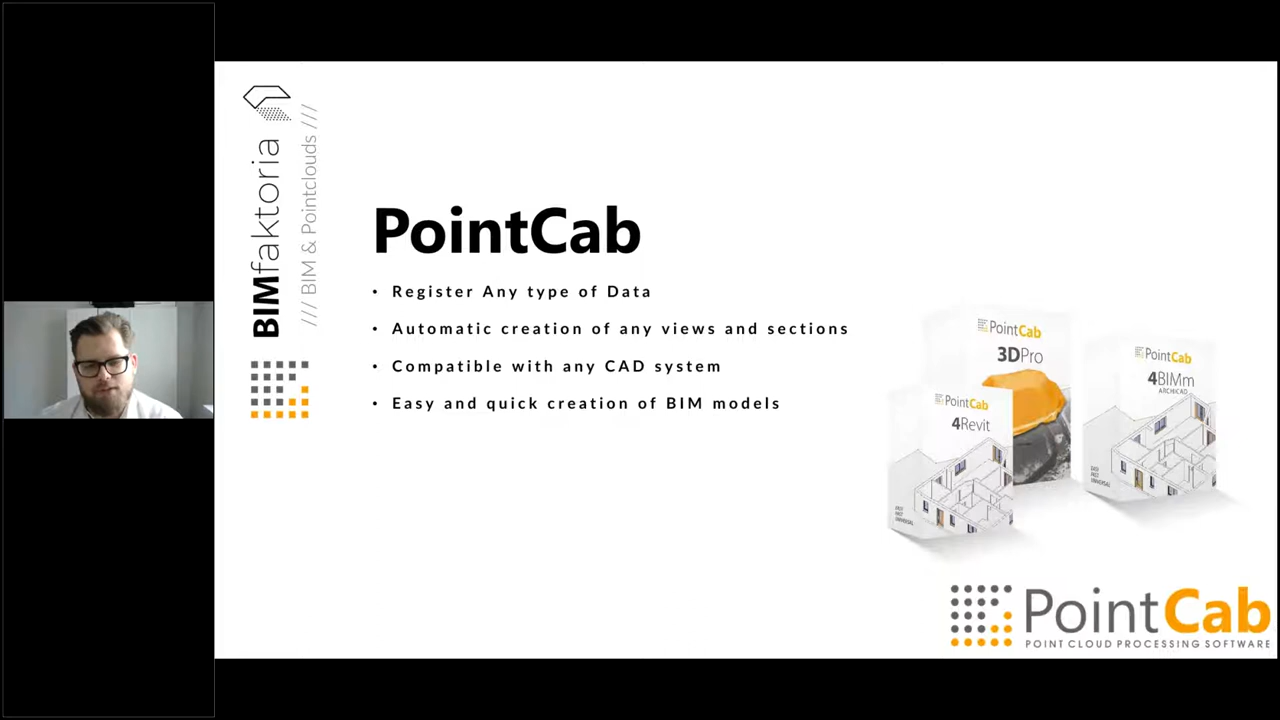 BIMfaktoria
/// BIM & Pointclouds ///
PointCab
• Register Any type of Data
• Automatic creation of any views and sections
• Compatible with any CAD system
• Easy and quick creation of BIM models
PointCab
3DPro
PointCab
4Revit
PointCab
4BIMm
ARCHICAD
PointCab
POINT CLOUD PROCESSING SOFTWARE